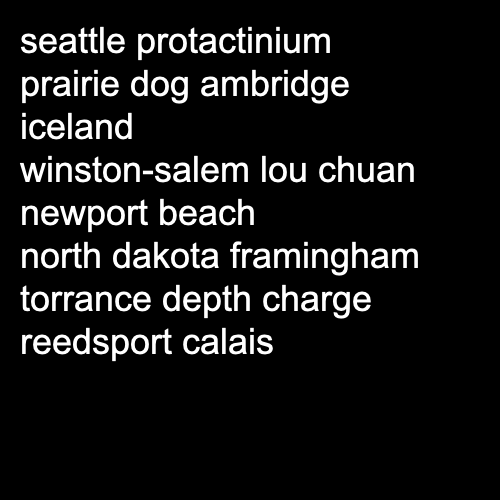 seattle protactinium
prairie dog ambridge
iceland
winston-salem lou chuan
newport beach
north dakota framingham
torrance depth charge
reedsport calais